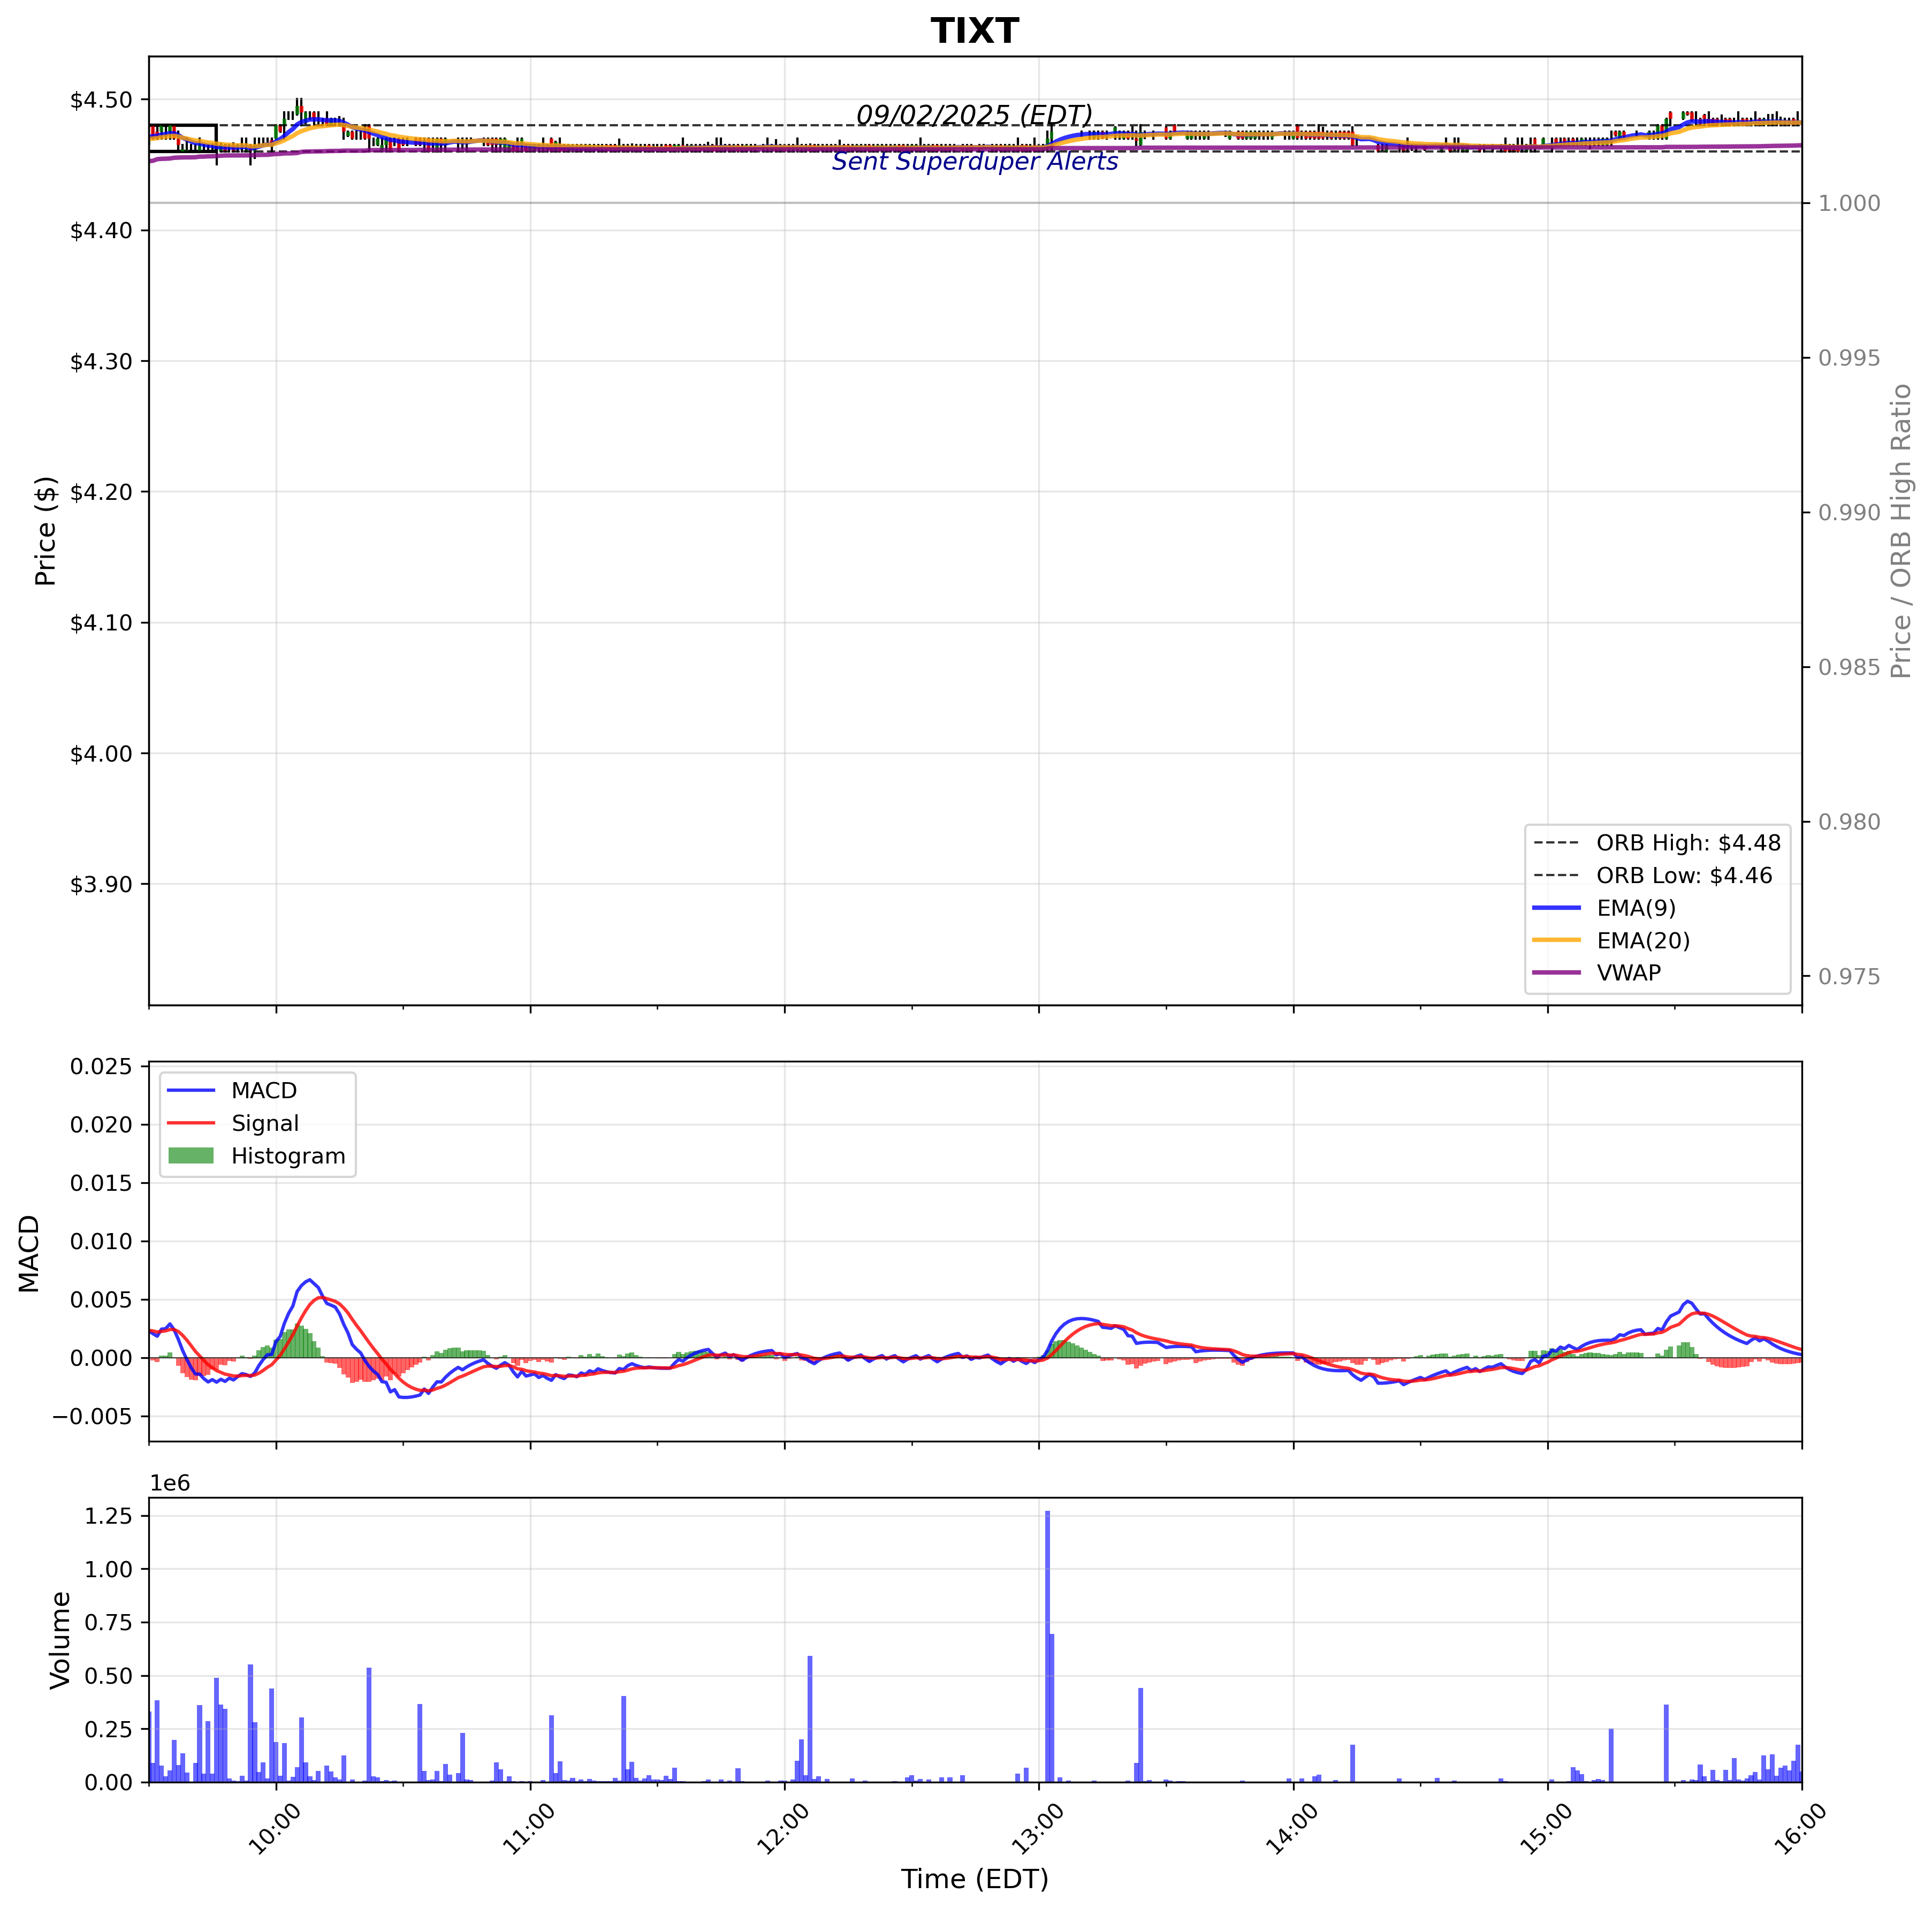 TIXT
09/02/2025 (EDT)
Sent Superduper Alerts
Price ($)
$4.50
$4.40
$4.30
$4.20
$4.10
$4.00
$3.90
1.000
0.995
0.990
0.985
0.980
0.975
Price / ORB High Ratio
ORB High: $4.48
ORB Low: $4.46
EMA(9)
EMA(20)
VWAP
MACD
0.025
0.020
0.015
0.010
0.005
0.000
−0.005
MACD
Signal
Histogram
1e6
Volume
1.25
1.00
0.75
0.50
0.25
0.00
10:00
11:00
12:00
13:00
14:00
15:00
16:00
Time (EDT)